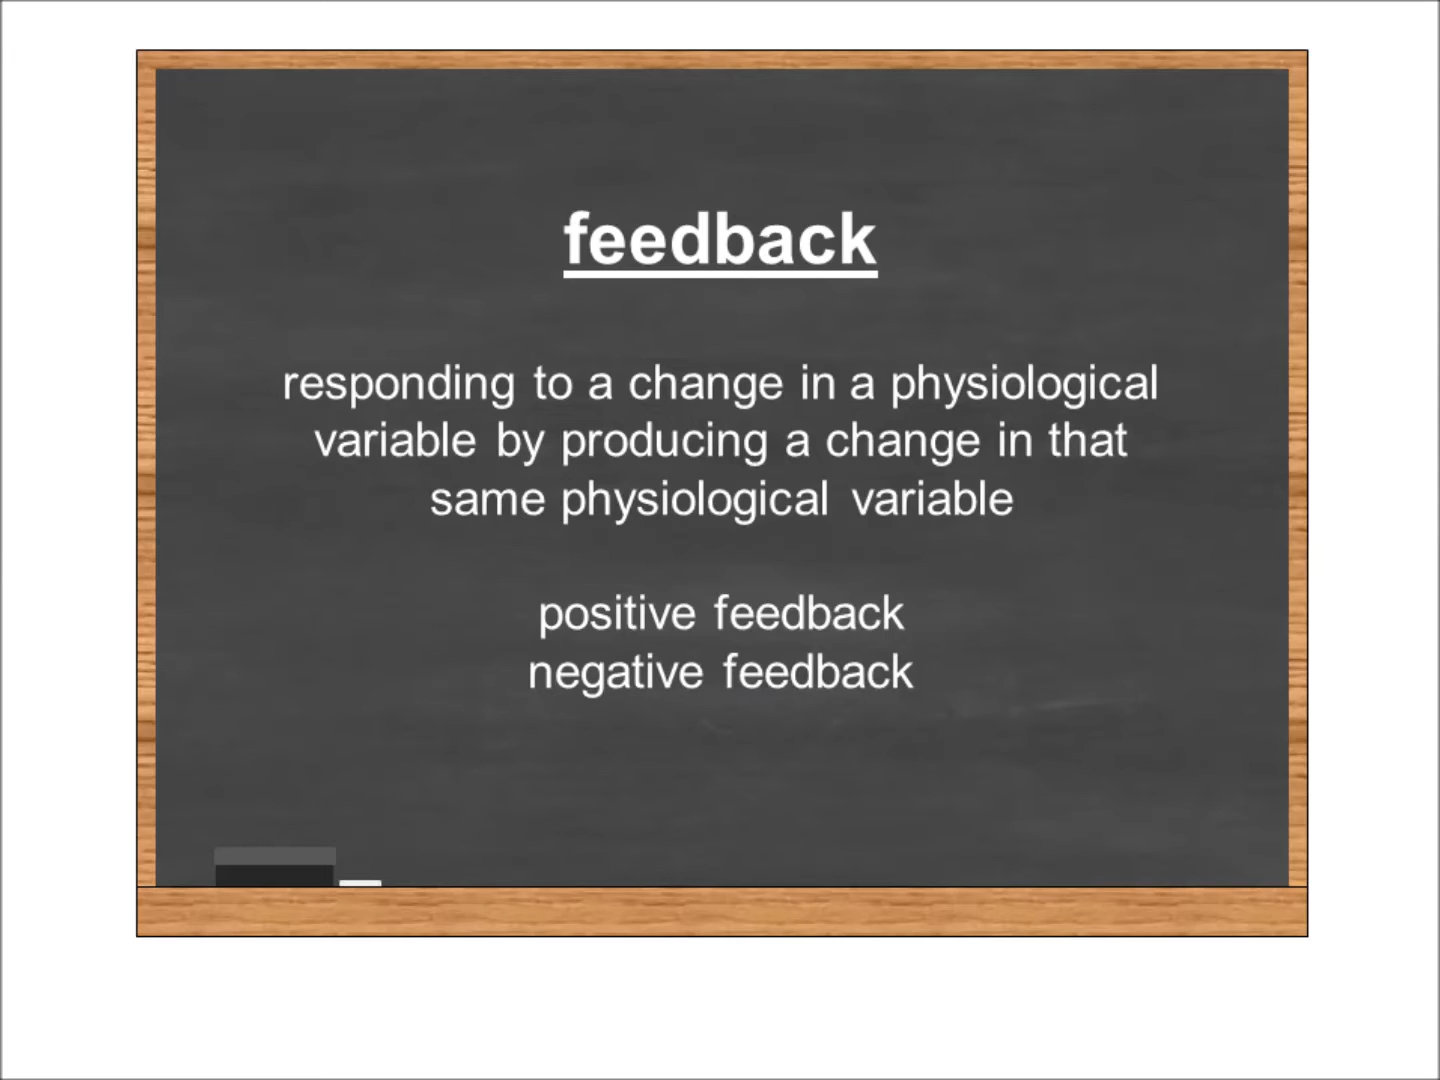 feedback
responding to a change in a physiological
variable by producing a change in that
same physiological variable
positive feedback
negative feedback